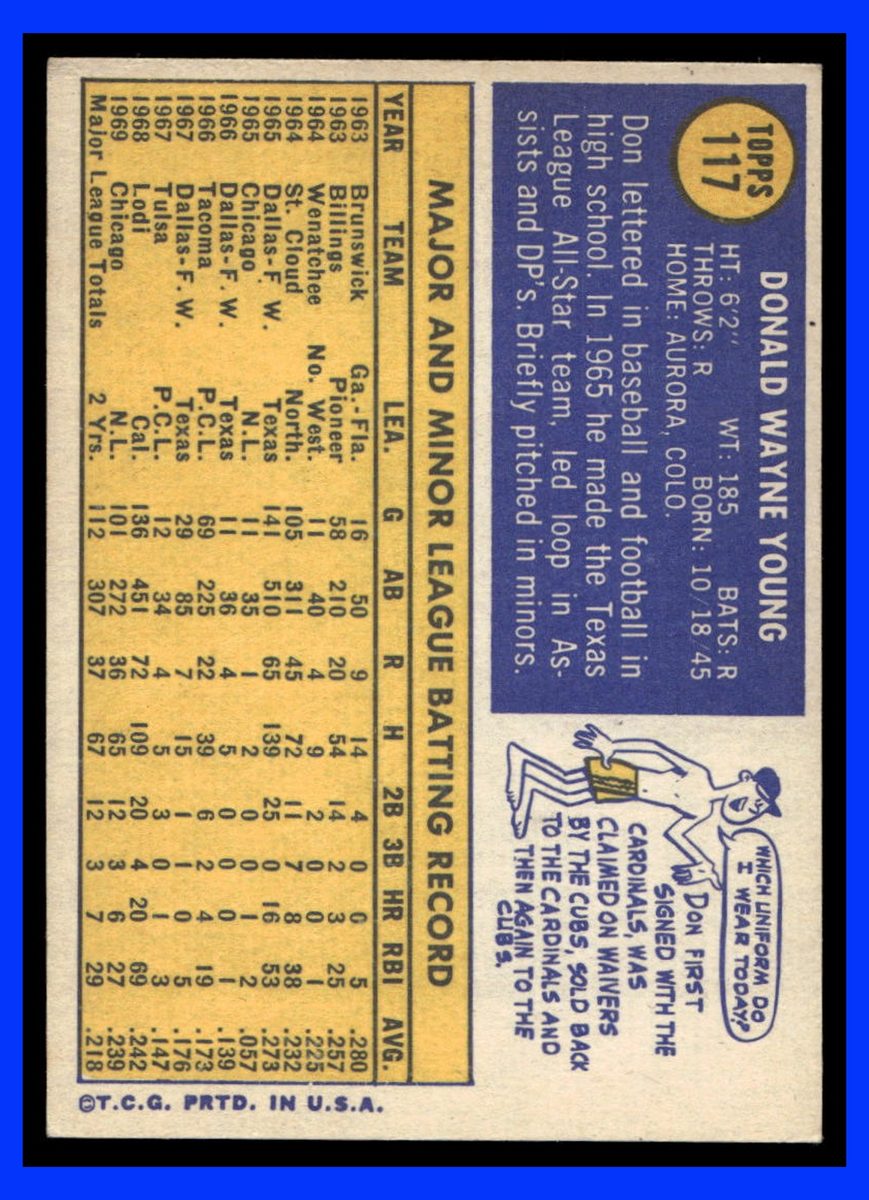 TOPPS
117
DONALD WAYNE YOUNG
HT: 6'2" WT: 185 BATS: R
THROWS: R BORN: 10/18/45
HOME: AURORA, COLO.
Don lettered in baseball and football in
high school. In 1965 he made the Texas
League All-Star team, led loop in As-
sists and DP's. Briefly pitched in minors.
WHICH UNIFORM DO
I WEAR TODAY?
DON FIRST
SIGNED WITH THE
CARDINALS, WAS
CLAIMED ON WAIVERS
BY THE CUBS, SOLD BACK
TO THE CARDINALS AND
THEN AGAIN TO THE
CUBS.
MAJOR AND MINOR LEAGUE BATTING RECORD
YEAR TEAM LEA. G AB R H 2B 3B HR RBI AVG.
1963 Brunswick Ga.-Fla. 16 50 9 14 4 0 0 5 .280
1963 Billings Pioneer 58 210 20 54 14 2 3 25 .257
1964 Wenatchee No. West. 11 40 4 9 2 0 0 1 .225
1964 St. Cloud North. 105 311 45 72 11 7 8 38 .232
1965 Dallas-F. W. Texas 141 510 65 139 25 0 16 53 .273
1965 Chicago N.L. 11 35 1 2 0 0 1 2 .057
1966 Dallas-F. W. Texas 11 36 4 5 0 0 0 1 .139
1966 Tacoma P.C.L. 69 225 22 39 6 2 4 19 .173
1967 Dallas-F. W. Texas 29 85 7 15 1 1 0 5 .176
1967 Tulsa P.C.L. 12 34 4 5 3 0 1 3 .147
1968 Lodi Cal. 136 451 72 109 20 4 20 69 .242
1969 Chicago N.L. 101 272 36 65 12 3 6 27 .239
Major League Totals 2 Yrs. 112 307 37 67 12 3 7 29 .218
©T.C.G. PRTD. IN U.S.A.